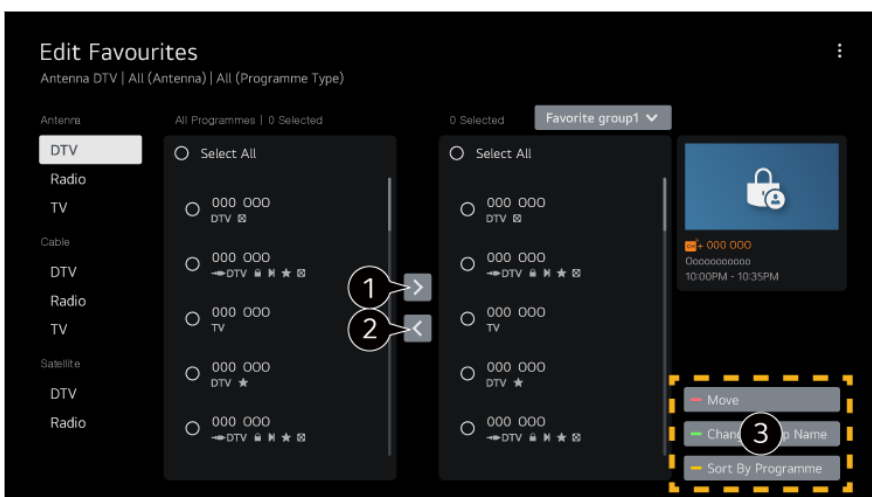 Edit Favourites
Antenna DTV | All (Antenna) | All (Programme Type)
Antenna
DTV
Radio
TV
Cable
DTV
Radio
TV
Satellite
DTV
Radio
All Programmes | 0 Selected
Select All
000 000
DTV
000 000
DTV
000 000
TV
000 000
DTV
000 000
DTV
1
2
0 Selected
Favorite group1
Select All
000 000
DTV
000 000
DTV
000 000
TV
000 000
DTV
000 000
DTV
000 000
Ooooooooooo
10:00PM - 10:35PM
Move
3
Name
Sort By Programme